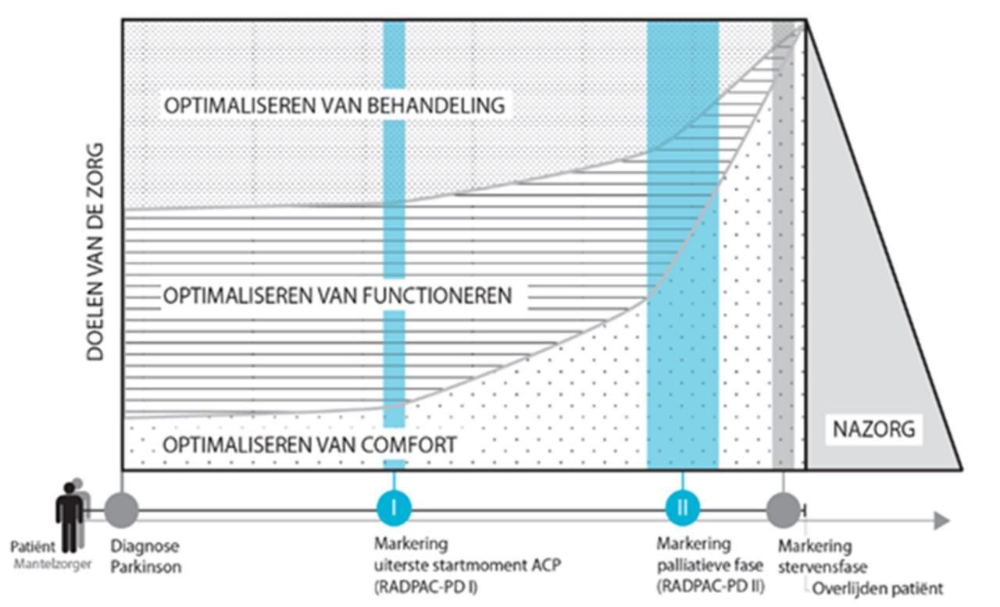 OPTIMALISEREN VAN BEHANDELING
DOELEN VAN DE ZORG
OPTIMALISEREN VAN FUNCTIONEREN
NAZORG
OPTIMALISEREN VAN COMFORT
I
II
Patiënt
Mantelzorger
Diagnose
Parkinson
Markering
uiterste startmoment ACP
(RADPAC-PD I)
Markering
palliatieve fase
(RADPAC-PD II)
Markering
stervensfase
Overlijden patiënt